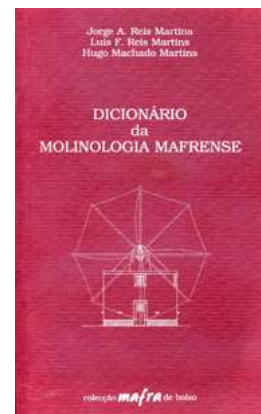 Jorge A. Reis Martins
Luís F. Reis Martins
Hugo Machado Martins
DICIONÁRIO
da
MOLINOLOGIA MAFRENSE
colecção mafra de bolso